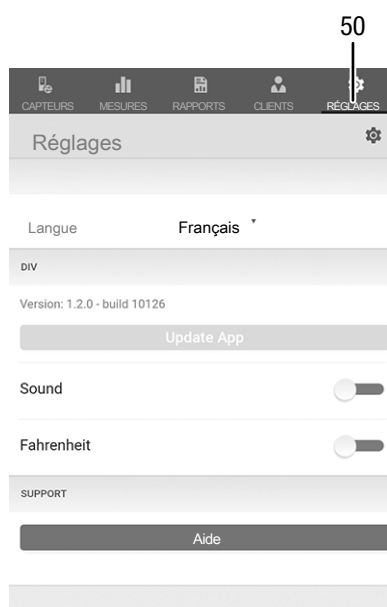 50
CAPTEURS MESURES RAPPORTS CLIENTS RÉGLAGES
Réglages
Langue Français
DIV
Version: 1.2.0 - build 10126
Update App
Sound
Fahrenheit
SUPPORT
Aide